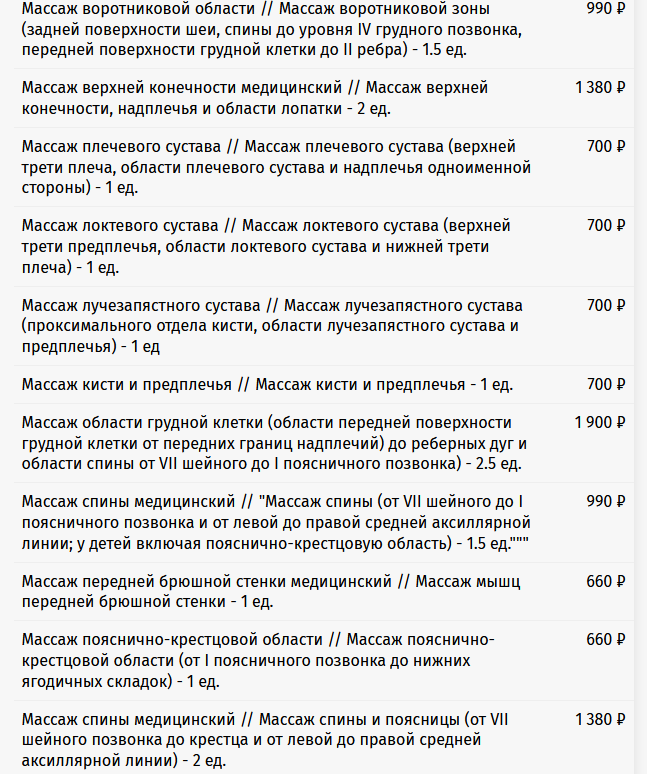 Массаж воротниковой области // Массаж воротниковой зоны 990 ₽
(задней поверхности шеи, спины до уровня IV грудного позвонка,
передней поверхности грудной клетки до II ребра) - 1.5 ед.
Массаж верхней конечности медицинский // Массаж верхней 1 380 ₽
конечности, надплечья и области лопатки - 2 ед.
Массаж плечевого сустава // Массаж плечевого сустава (верхней 700 ₽
трети плеча, области плечевого сустава и надплечья одноименной
стороны) - 1 ед.
Массаж локтевого сустава // Массаж локтевого сустава (верхней 700 ₽
трети предплечья, области локтевого сустава и нижней трети
плеча) - 1 ед.
Массаж лучезапястного сустава // Массаж лучезапястного сустава 700 ₽
(проксимального отдела кисти, области лучезапястного сустава и
предплечья) - 1 ед
Массаж кисти и предплечья // Массаж кисти и предплечья - 1 ед. 700 ₽
Массаж области грудной клетки (области передней поверхности 1 900 ₽
грудной клетки от передних границ надплечий) до реберных дуг и
области спины от VII шейного до I поясничного позвонка) - 2.5 ед.
Массаж спины медицинский // "Массаж спины (от VII шейного до I 990 ₽
поясничного позвонка и от левой до правой средней аксиллярной
линии; у детей включая пояснично-крестцовую область) - 1.5 ед."""
Массаж передней брюшной стенки медицинский // Массаж мышц 660 ₽
передней брюшной стенки - 1 ед.
Массаж пояснично-крестцовой области // Массаж пояснично- 660 ₽
крестцовой области (от I поясничного позвонка до нижних
ягодичных складок) - 1 ед.
Массаж спины медицинский // Массаж спины и поясницы (от VII 1 380 ₽
шейного позвонка до крестца и от левой до правой средней
аксиллярной линии) - 2 ед.